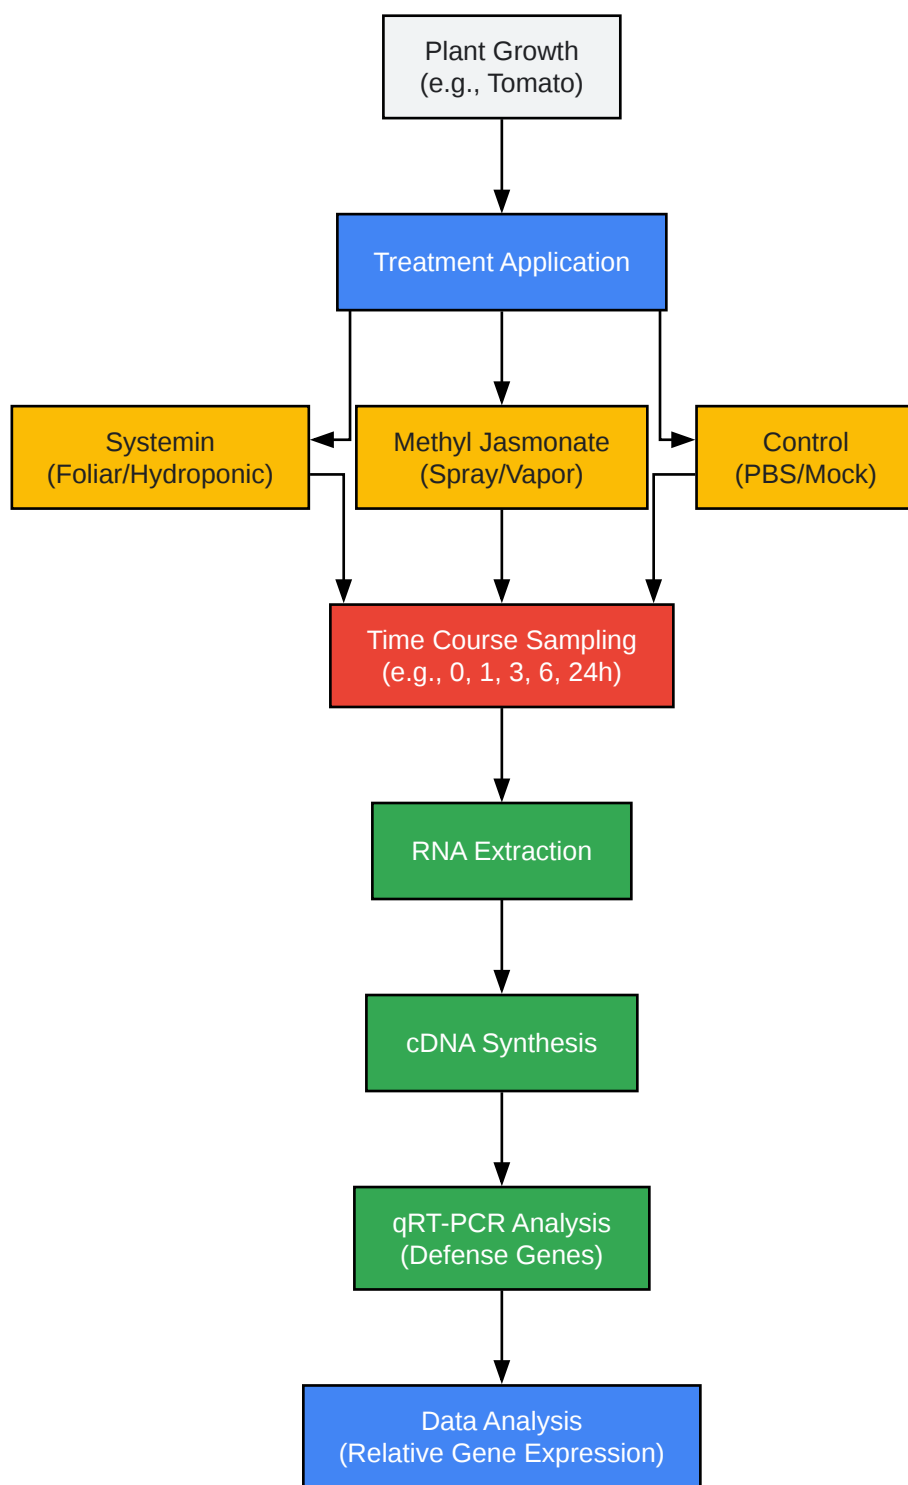 Plant Growth
(e.g., Tomato)
Treatment Application
Systemin
(Foliar/Hydroponic)
Methyl Jasmonate
(Spray/Vapor)
Control
(PBS/Mock)
Time Course Sampling
(e.g., 0, 1, 3, 6, 24h)
RNA Extraction
cDNA Synthesis
qRT-PCR Analysis
(Defense Genes)
Data Analysis
(Relative Gene Expression)